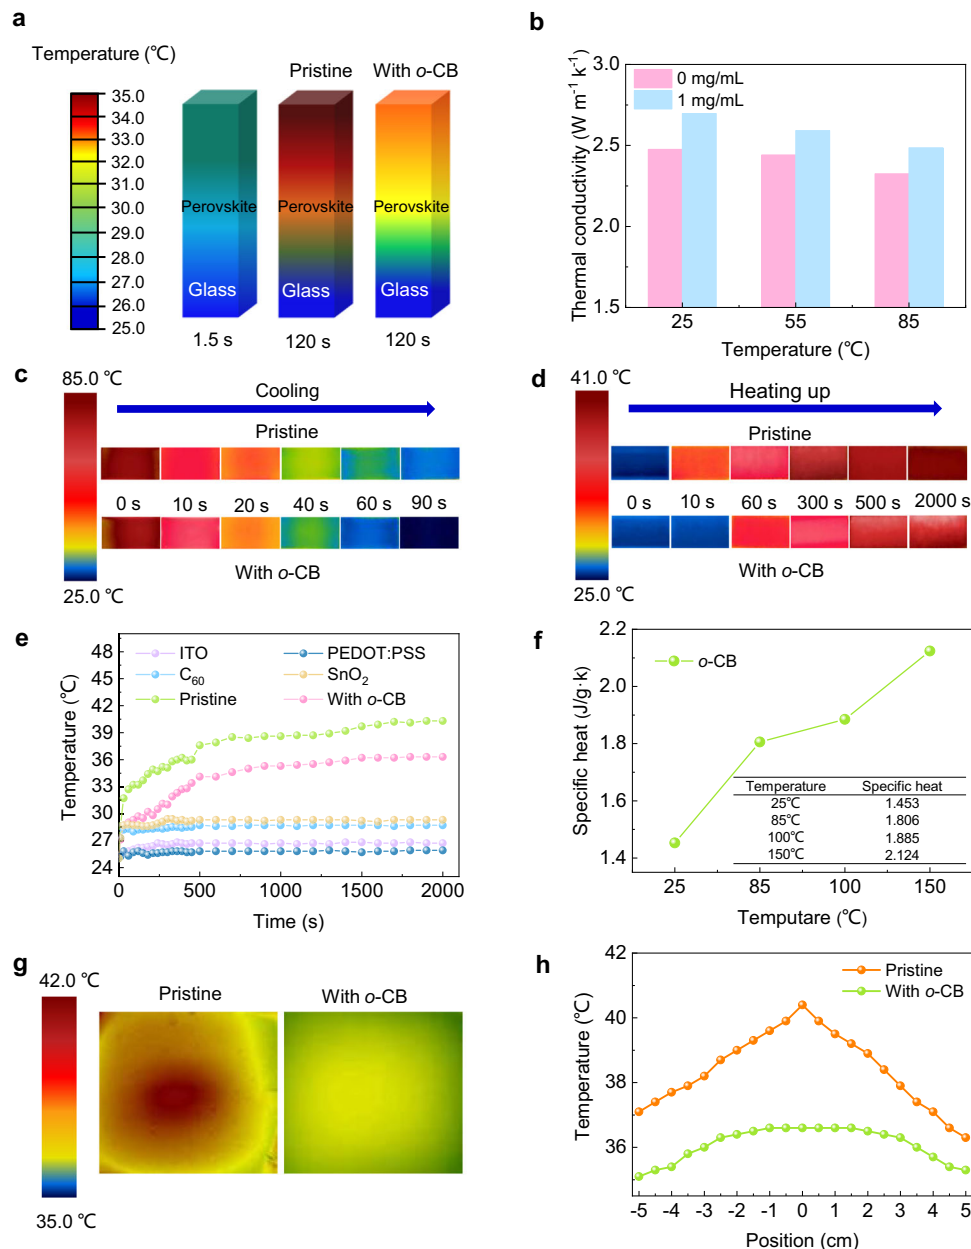 a
Temperature (℃)
Pristine
With o-CB
35.0 ℃
34.0 ℃
33.0 ℃
32.0 ℃
31.0 ℃
30.0 ℃
29.0 ℃
28.0 ℃
27.0 ℃
26.0 ℃
25.0 ℃
Perovskite
Perovskite
Perovskite
Glass
Glass
Glass
1.5 s
120 s
120 s
b
Thermal conductivity (W m⁻¹ k⁻¹)
3.0
2.5
2.0
1.5
0 mg/mL
1 mg/mL
25
55
85
Temperature (℃)
c
85.0 ℃
Cooling
Pristine
0 s
10 s
20 s
40 s
60 s
90 s
With o-CB
25.0 ℃
d
41.0 ℃
Heating up
Pristine
0 s
10 s
60 s
300 s
500 s
2000 s
With o-CB
25.0 ℃
e
Temperature (℃)
48
45
42
39
36
33
30
27
24
ITO
PEDOT:PSS
C₆₀
SnO₂
Pristine
With o-CB
0
500
1000
1500
2000
Time (s)
f
Specific heat (J/g·k)
2.2
2.0
1.8
1.6
1.4
o-CB
Temperature Specific heat
25℃ 1.453
85℃ 1.806
100℃ 1.885
150℃ 2.124
25
85
100
150
Temputare (℃)
g
42.0 ℃
Pristine
With o-CB
35.0 ℃
h
Temperature (℃)
42
40
38
36
Pristine
With o-CB
-5
-4
-3
-2
-1
0
1
2
3
4
5
Position (cm)